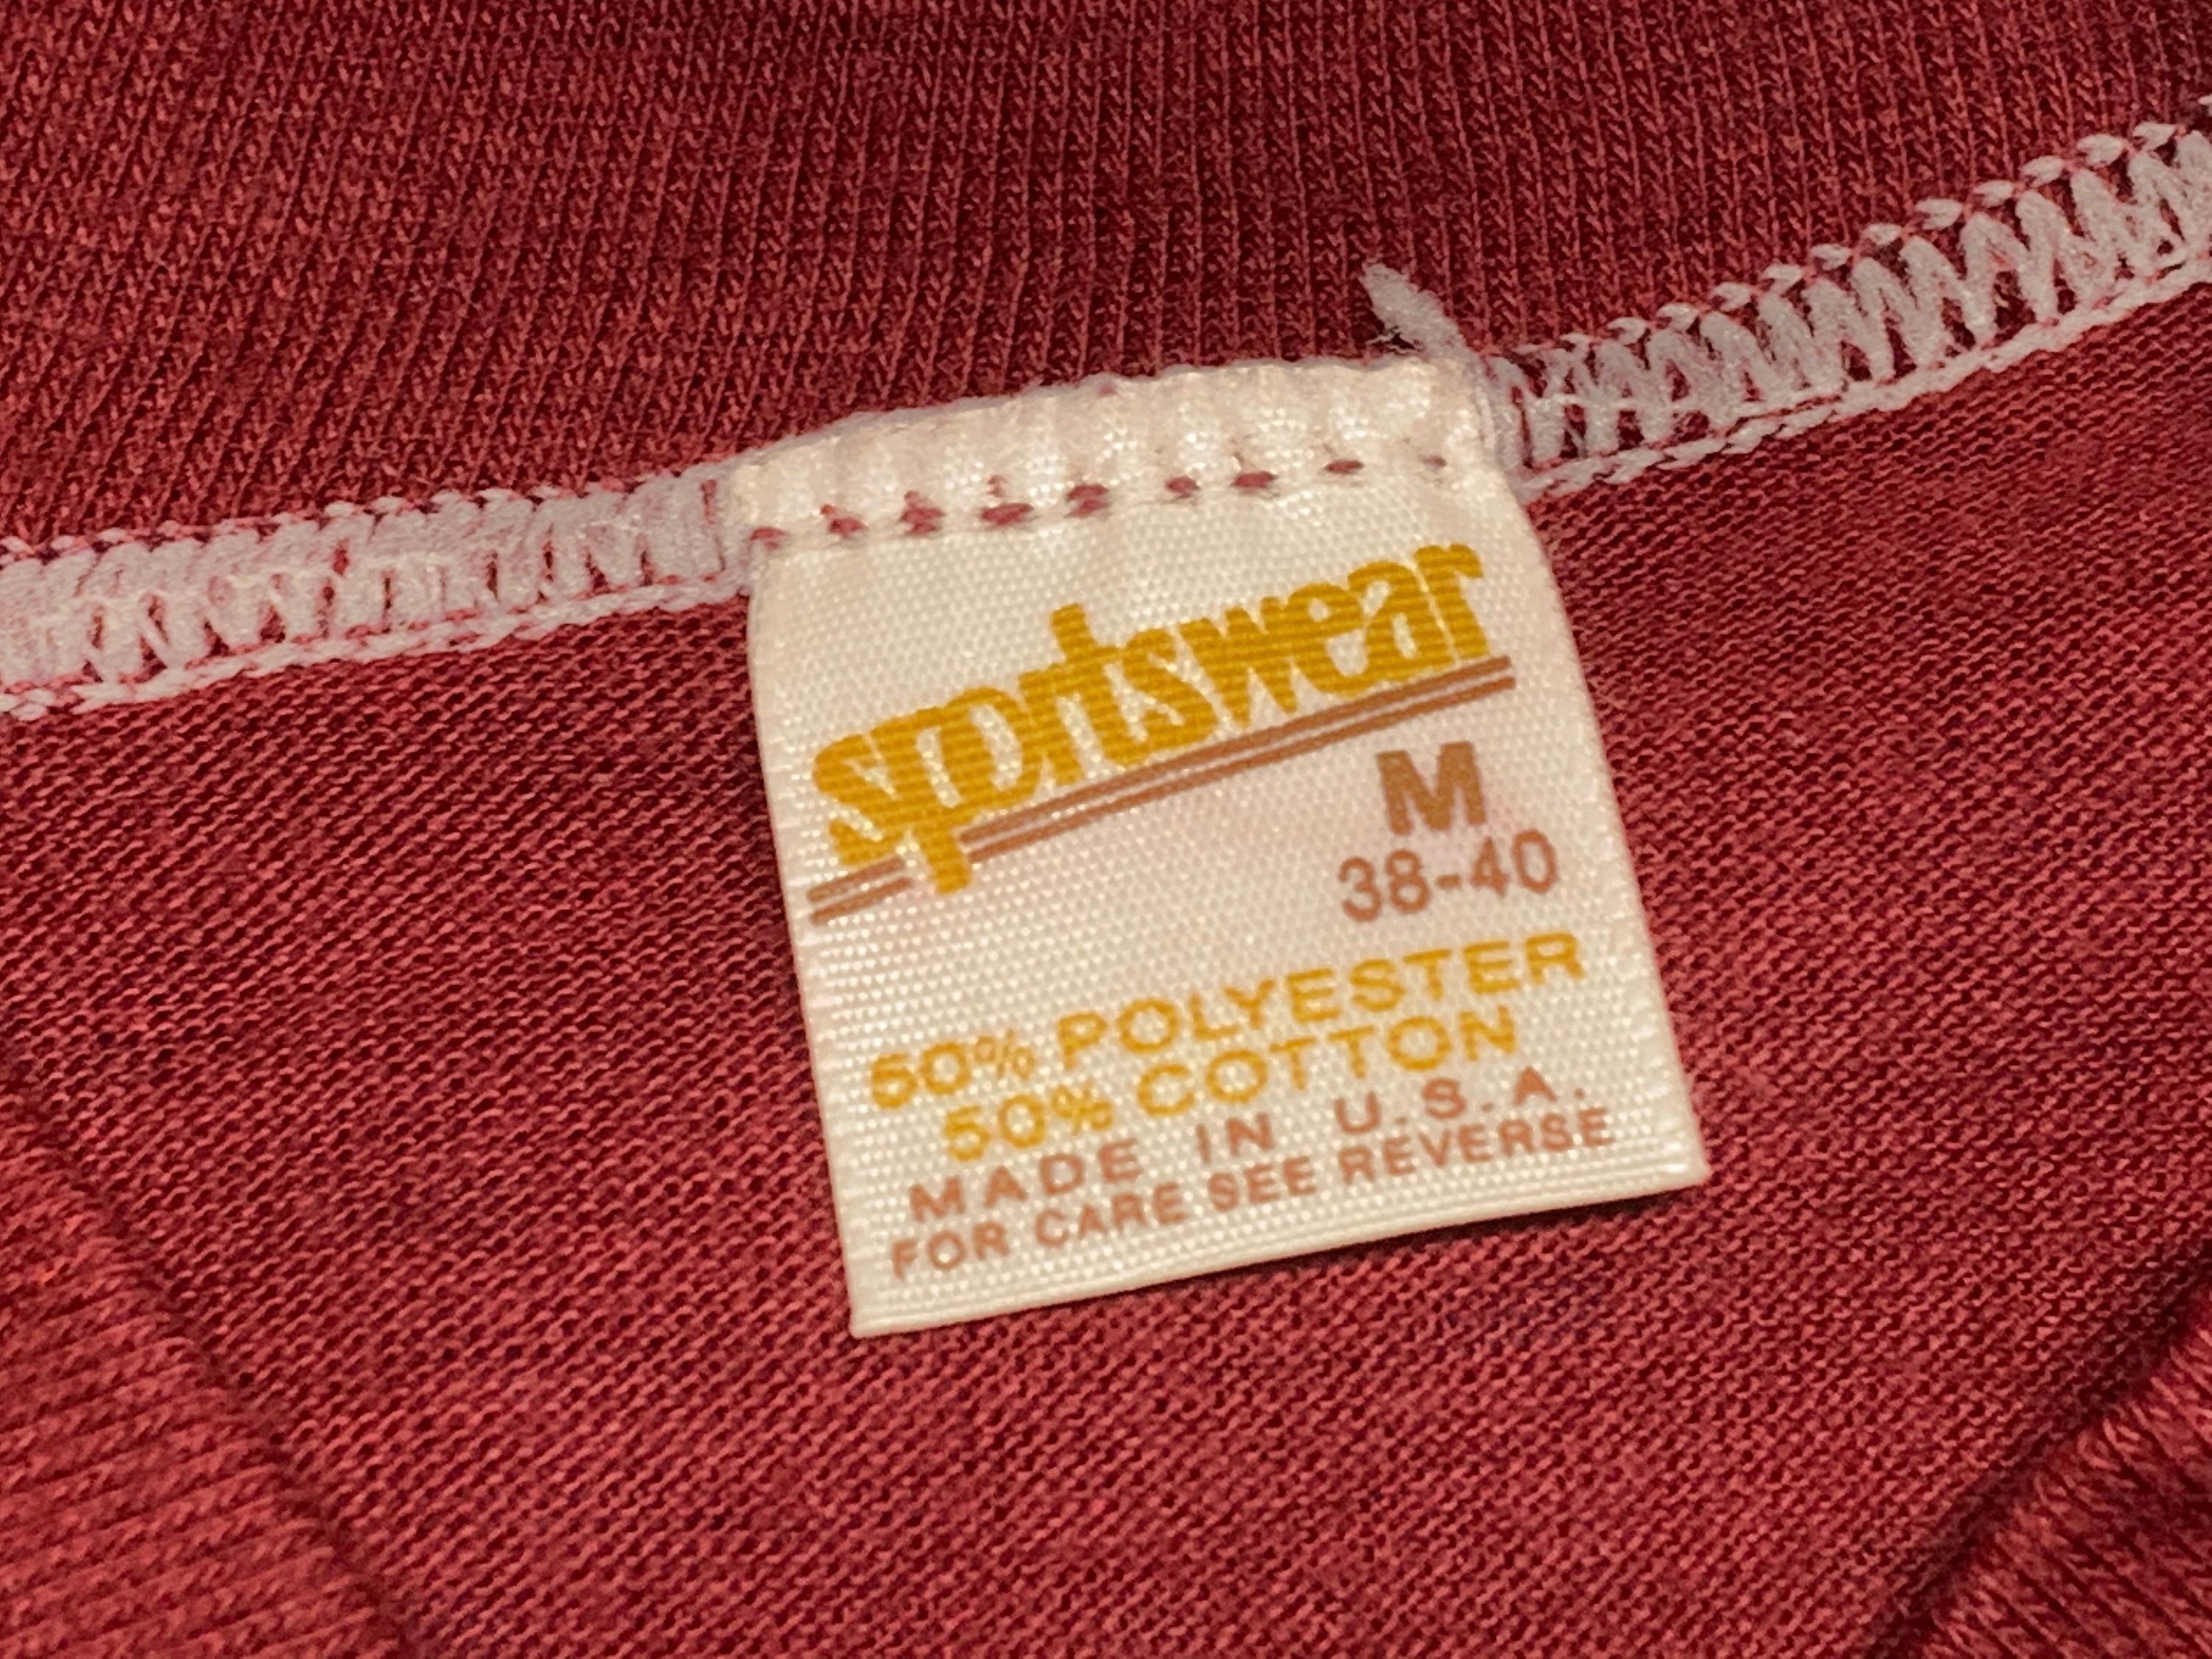 sportswear
M
38-40
50% POLYESTER
50% COTTON
MADE IN U.S.A.
FOR CARE SEE REVERSE